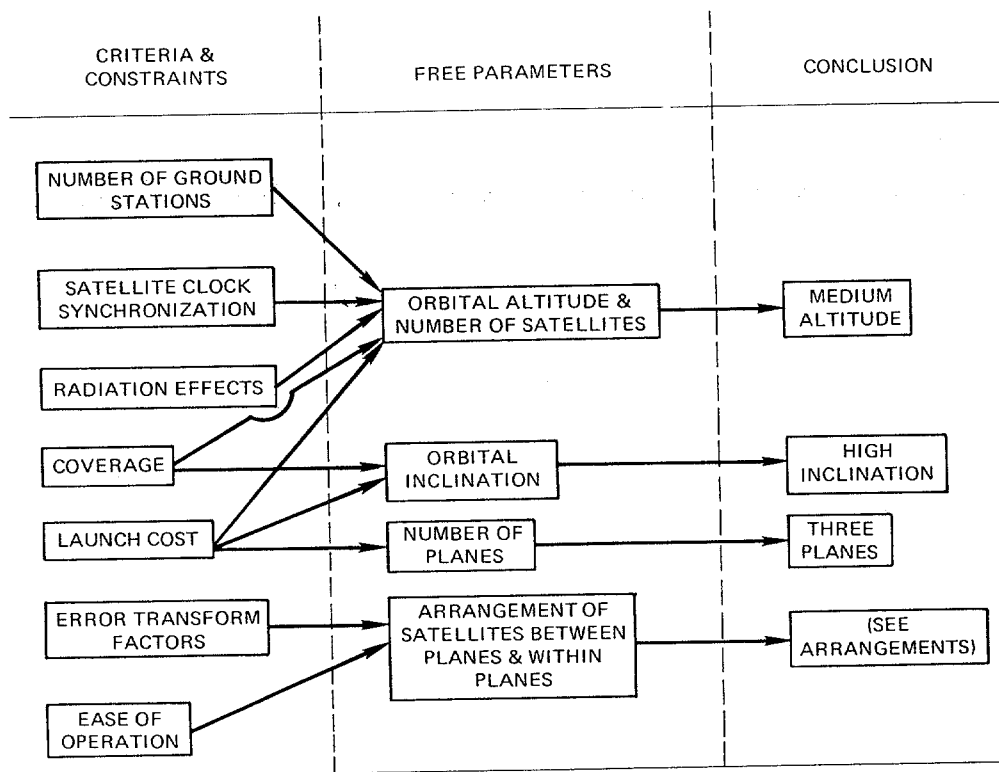 CRITERIA &
CONSTRAINTS
FREE PARAMETERS
CONCLUSION
NUMBER OF GROUND
STATIONS
SATELLITE CLOCK
SYNCHRONIZATION
RADIATION EFFECTS
COVERAGE
LAUNCH COST
ERROR TRANSFORM
FACTORS
EASE OF
OPERATION
ORBITAL ALTITUDE &
NUMBER OF SATELLITES
ORBITAL
INCLINATION
NUMBER OF
PLANES
ARRANGEMENT OF
SATELLITES BETWEEN
PLANES & WITHIN
PLANES
MEDIUM
ALTITUDE
HIGH
INCLINATION
THREE
PLANES
(SEE
ARRANGEMENTS)